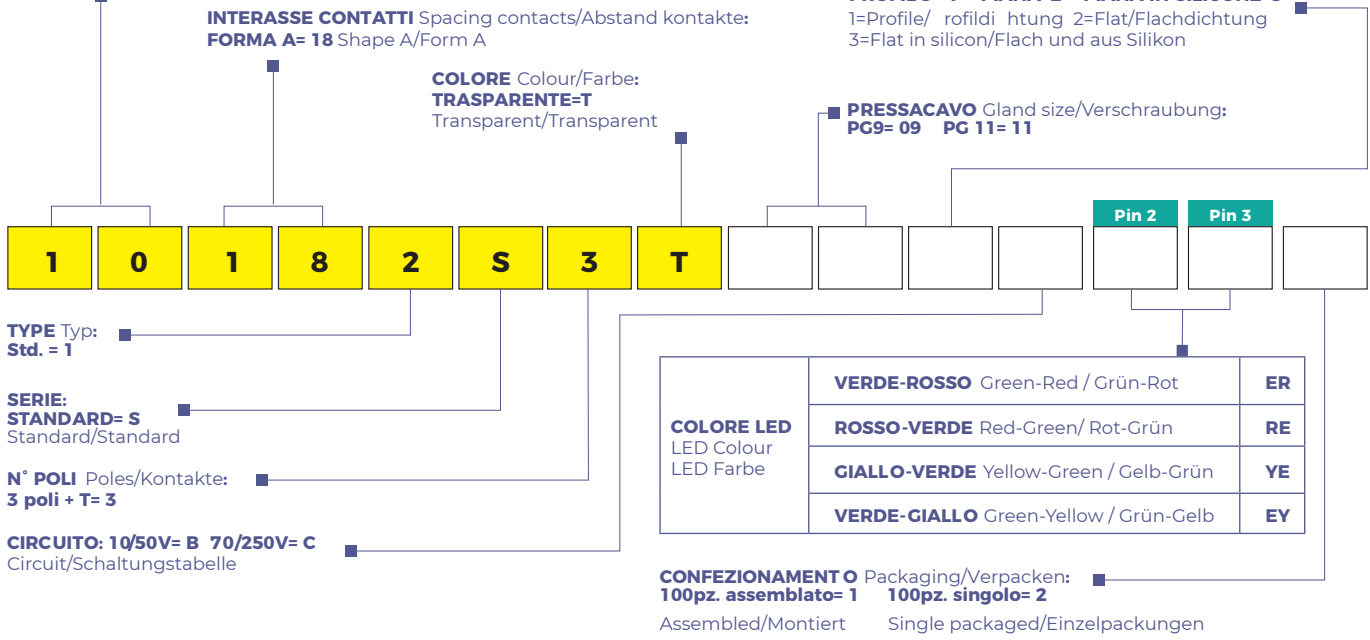 INTERASSE CONTATTI Spacing contacts/Abstand kontakte:
FORMA A= 18 Shape A/Form A
1=Profile/ rofildi htung 2=Flat/Flachdichtung
3=Flat in silicon/Flach und aus Silikon
COLORE Colour/Farbe:
TRASPARENTE=T
Transparent/Transparent
PRESSACAVO Gland size/Verschraubung:
PG9= 09 PG 11= 11
Pin 2 Pin 3
1 0 1 8 2 S 3 T
TYPE Typ:
Std. = 1
SERIE:
STANDARD= S
Standard/Standard
N° POLI Poles/Kontakte:
3 poli + T= 3
CIRCUITO: 10/50V= B 70/250V= C
Circuit/Schaltungstabelle
COLORE LED
LED Colour
LED Farbe
VERDE-ROSSO Green-Red / Grün-Rot ER
ROSSO-VERDE Red-Green/ Rot-Grün RE
GIALLO-VERDE Yellow-Green / Gelb-Grün YE
VERDE-GIALLO Green-Yellow / Grün-Gelb EY
CONFEZIONAMENT O Packaging/Verpacken:
100pz. assemblato= 1 100pz. singolo= 2
Assembled/Montiert Single packaged/Einzelpackungen